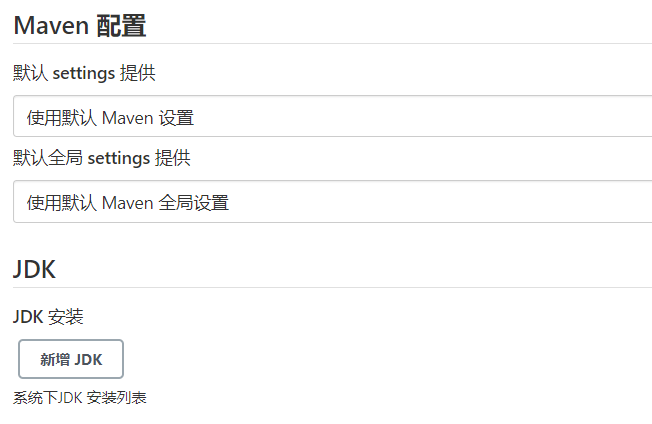 Maven 配置
默认 settings 提供
使用默认 Maven 设置
默认全局 settings 提供
使用默认 Maven 全局设置
JDK
JDK 安装
新增 JDK
系统下JDK 安装列表